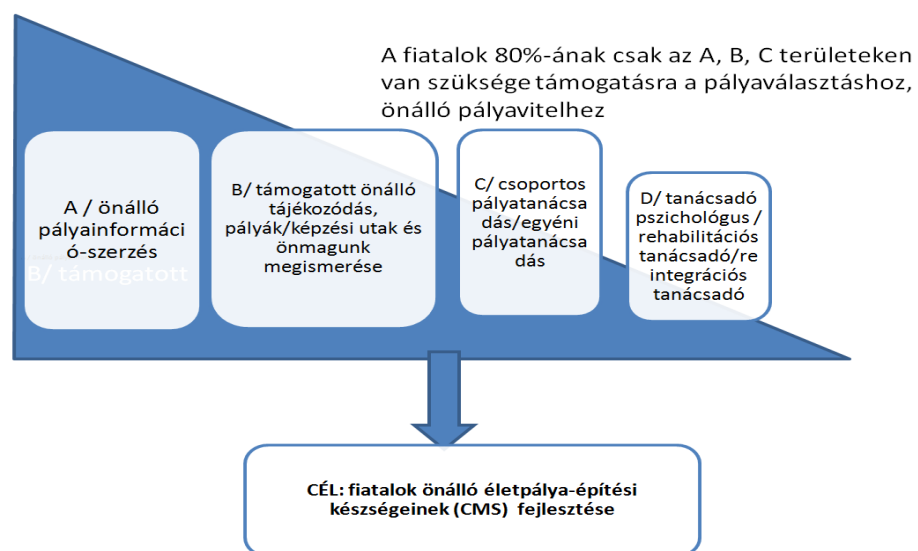 A fiatalok 80%-ának csak az A, B, C területeken
van szüksége támogatásra a pályaválasztáshoz,
önálló pályavitelhez
A / önálló
pályainformáci
ó-szerzés
B/ támogatott
B/ támogatott önálló
tájékozódás,
pályák/képzési utak és
önmagunk
megismerése
C/ csoportos
pályatanácsa
dás/egyéni
pályatanácsa
dás
D/ tanácsadó
pszichológus /
rehabilitációs
tanácsadó/re
integrációs
tanácsadó
CÉL: fiatalok önálló életpálya-építési
készségeinek (CMS) fejlesztése